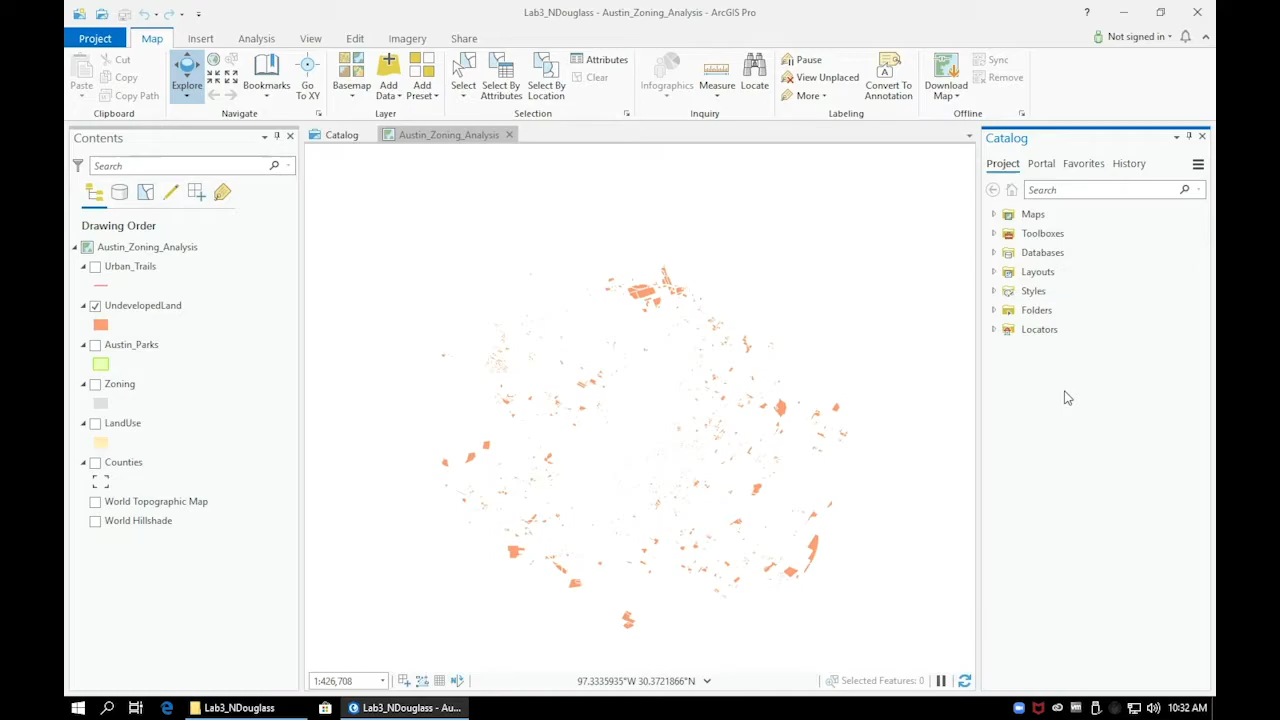 Lab3_NDouglass - Austin_Zoning_Analysis - ArcGIS Pro
?
Project
Map
Insert
Analysis
View
Edit
Imagery
Share
Not signed in
Paste
Cut
Copy
Copy Path
Clipboard
Explore
Bookmarks
Go
To XY
Navigate
Basemap
Add
Data
Add
Preset
Layer
Select
Select By
Attributes
Select By
Location
Attributes
Clear
Selection
Infographics
Measure
Locate
Inquiry
Pause
View Unplaced
More
Convert To
Annotation
Labeling
Download
Map
Sync
Remove
Offline
Contents
Search
Drawing Order
Austin_Zoning_Analysis
Urban_Trails
UndevelopedLand
Austin_Parks
Zoning
LandUse
Counties
World Topographic Map
World Hillshade
Catalog
Austin_Zoning_Analysis
1:426,708
97.3335935°W 30.3721866°N
Selected Features: 0
Catalog
Project
Portal
Favorites
History
Search
Maps
Toolboxes
Databases
Layouts
Styles
Folders
Locators
Lab3_NDouglass
Lab3_NDouglass - Au...
10:32 AM